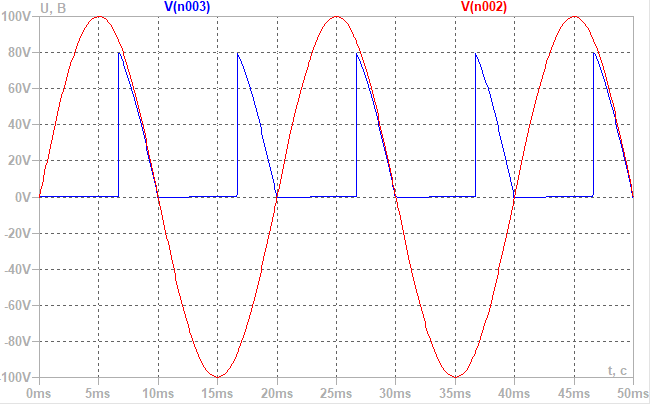 U, В V(n003) V(n002)
100V
80V
60V
40V
20V
0V
-20V
-40V
-60V
-80V
-100V
t, c
0ms 5ms 10ms 15ms 20ms 25ms 30ms 35ms 40ms 45ms 50ms